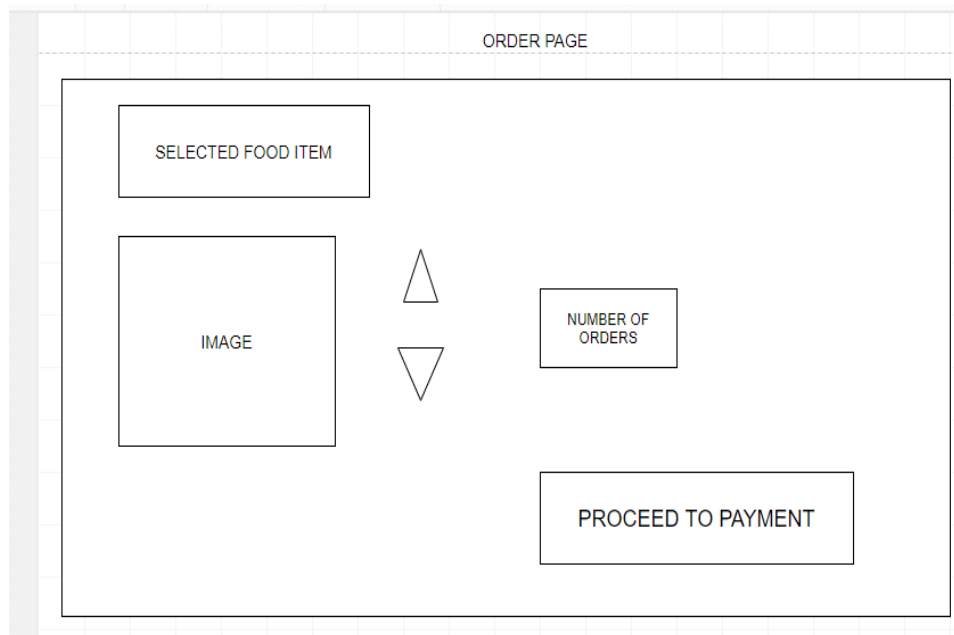 ORDER PAGE
SELECTED FOOD ITEM
IMAGE
NUMBER OF
ORDERS
PROCEED TO PAYMENT